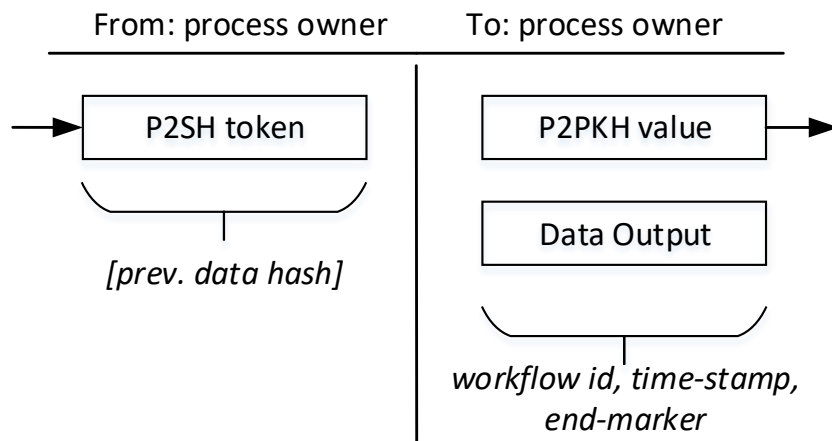 From: process owner
To: process owner
P2SH token
P2PKH value
Data Output
[prev. data hash]
workflow id, time-stamp,
end-marker